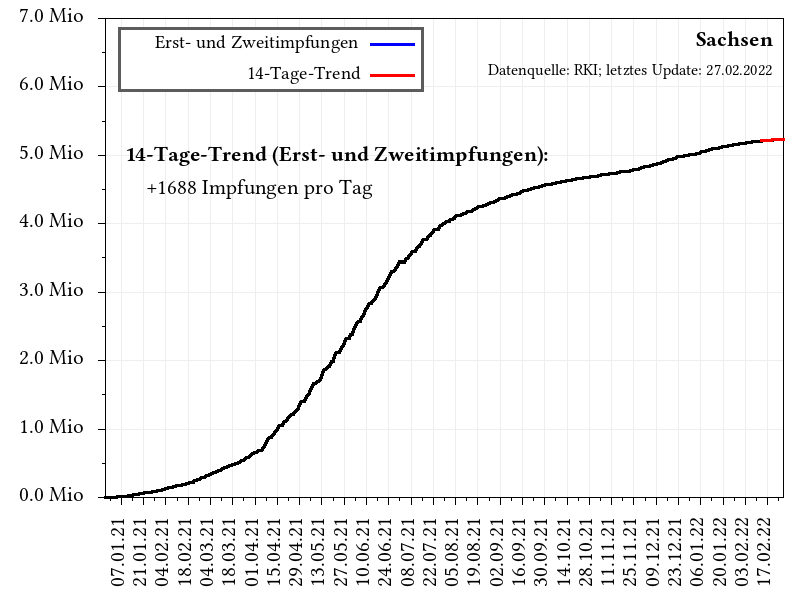 7.0 Mio
6.0 Mio
5.0 Mio
4.0 Mio
3.0 Mio
2.0 Mio
1.0 Mio
0.0 Mio
Erst- und Zweitimpfungen
14-Tage-Trend
Sachsen
Datenquelle: RKI; letztes Update: 27.02.2022
14-Tage-Trend (Erst- und Zweitimpfungen):
+1688 Impfungen pro Tag
07.01.21
21.01.21
04.02.21
18.02.21
04.03.21
18.03.21
01.04.21
15.04.21
29.04.21
13.05.21
27.05.21
10.06.21
24.06.21
08.07.21
22.07.21
05.08.21
19.08.21
02.09.21
16.09.21
30.09.21
14.10.21
28.10.21
11.11.21
25.11.21
09.12.21
23.12.21
06.01.22
20.01.22
03.02.22
17.02.22